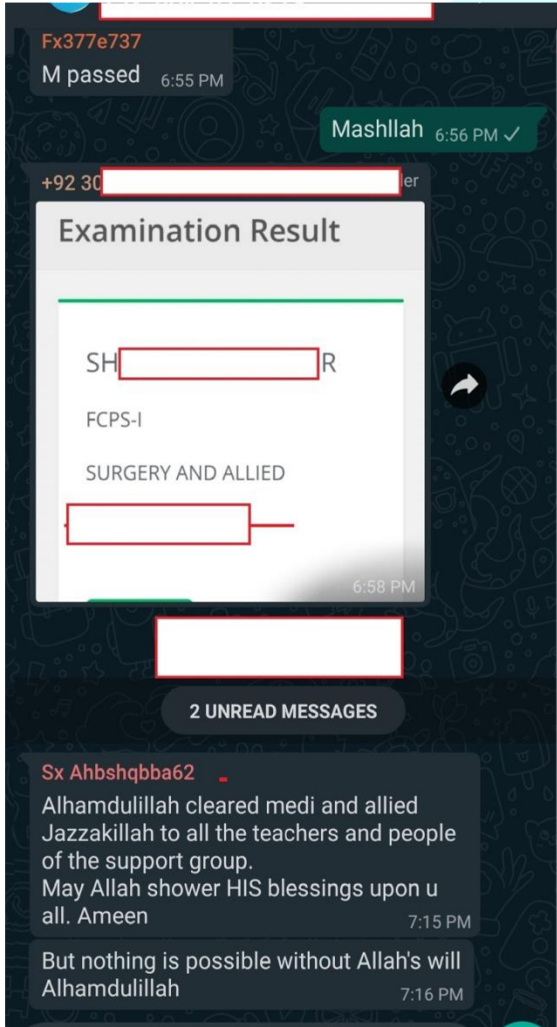 Fx377e737
M passed 6:55 PM
Mashllah 6:56 PM
+92 30 er
Examination Result
SH R
FCPS-I
SURGERY AND ALLIED
6:58 PM
2 UNREAD MESSAGES
Sx Ahbshqbba62
Alhamdulillah cleared medi and allied
Jazzakillah to all the teachers and people
of the support group.
May Allah shower HIS blessings upon u
all. Ameen 7:15 PM
But nothing is possible without Allah's will
Alhamdulillah 7:16 PM